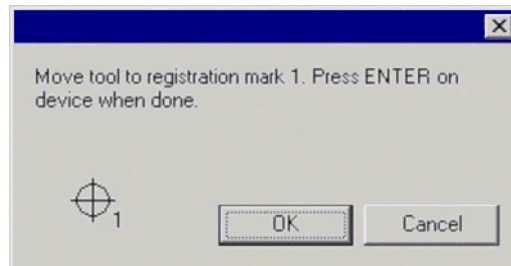 Move tool to registration mark 1. Press ENTER on
device when done.
1
OK
Cancel